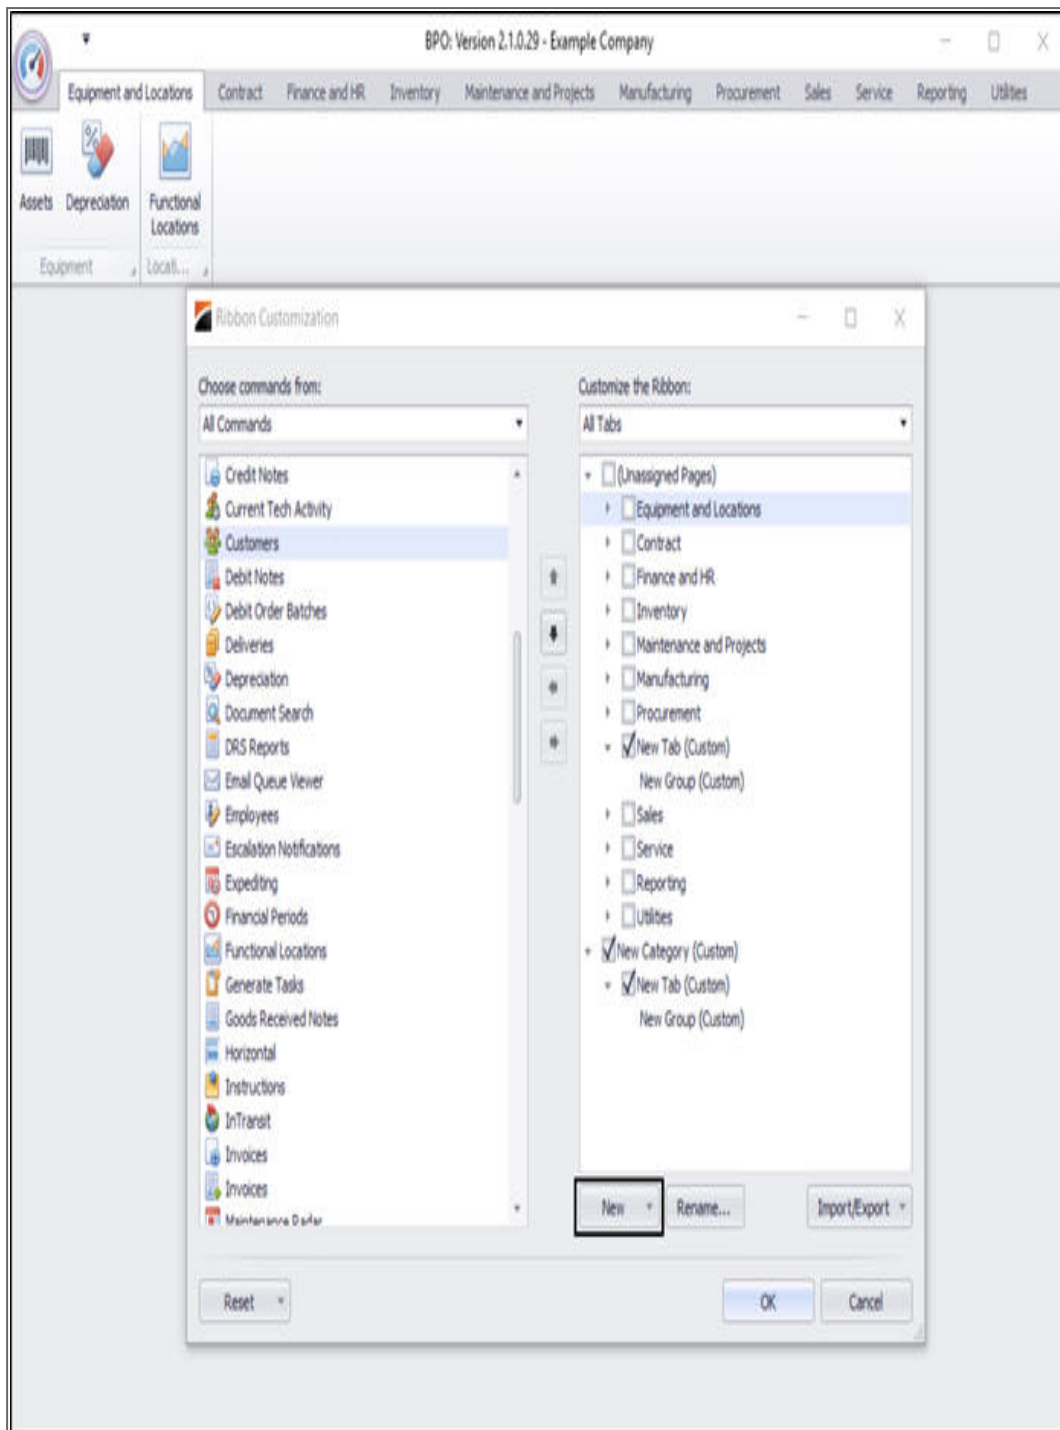 BPO: Version 2.1.0.29 - Example Company
Equipment and Locations Contract Finance and HR Inventory Maintenance and Projects Manufacturing Procurement Sales Service Reporting Utilities
Assets Depreciation Functional
Locations
Equipment Locati...
Ribbon Customization
Choose commands from:
All Commands
Credit Notes
Current Tech Activity
Customers
Debit Notes
Debit Order Batches
Deliveries
Depreciation
Document Search
DRS Reports
Email Queue Viewer
Employees
Escalation Notifications
Expediting
Financial Periods
Functional Locations
Generate Tasks
Goods Received Notes
Horizontal
Instructions
InTransit
Invoices
Invoices
Maintenance Radar
Customize the Ribbon:
All Tabs
(Unassigned Pages)
Equipment and Locations
Contract
Finance and HR
Inventory
Maintenance and Projects
Manufacturing
Procurement
New Tab (Custom)
New Group (Custom)
Sales
Service
Reporting
Utilities
New Category (Custom)
New Tab (Custom)
New Group (Custom)
New Rename... Import/Export
Reset OK Cancel